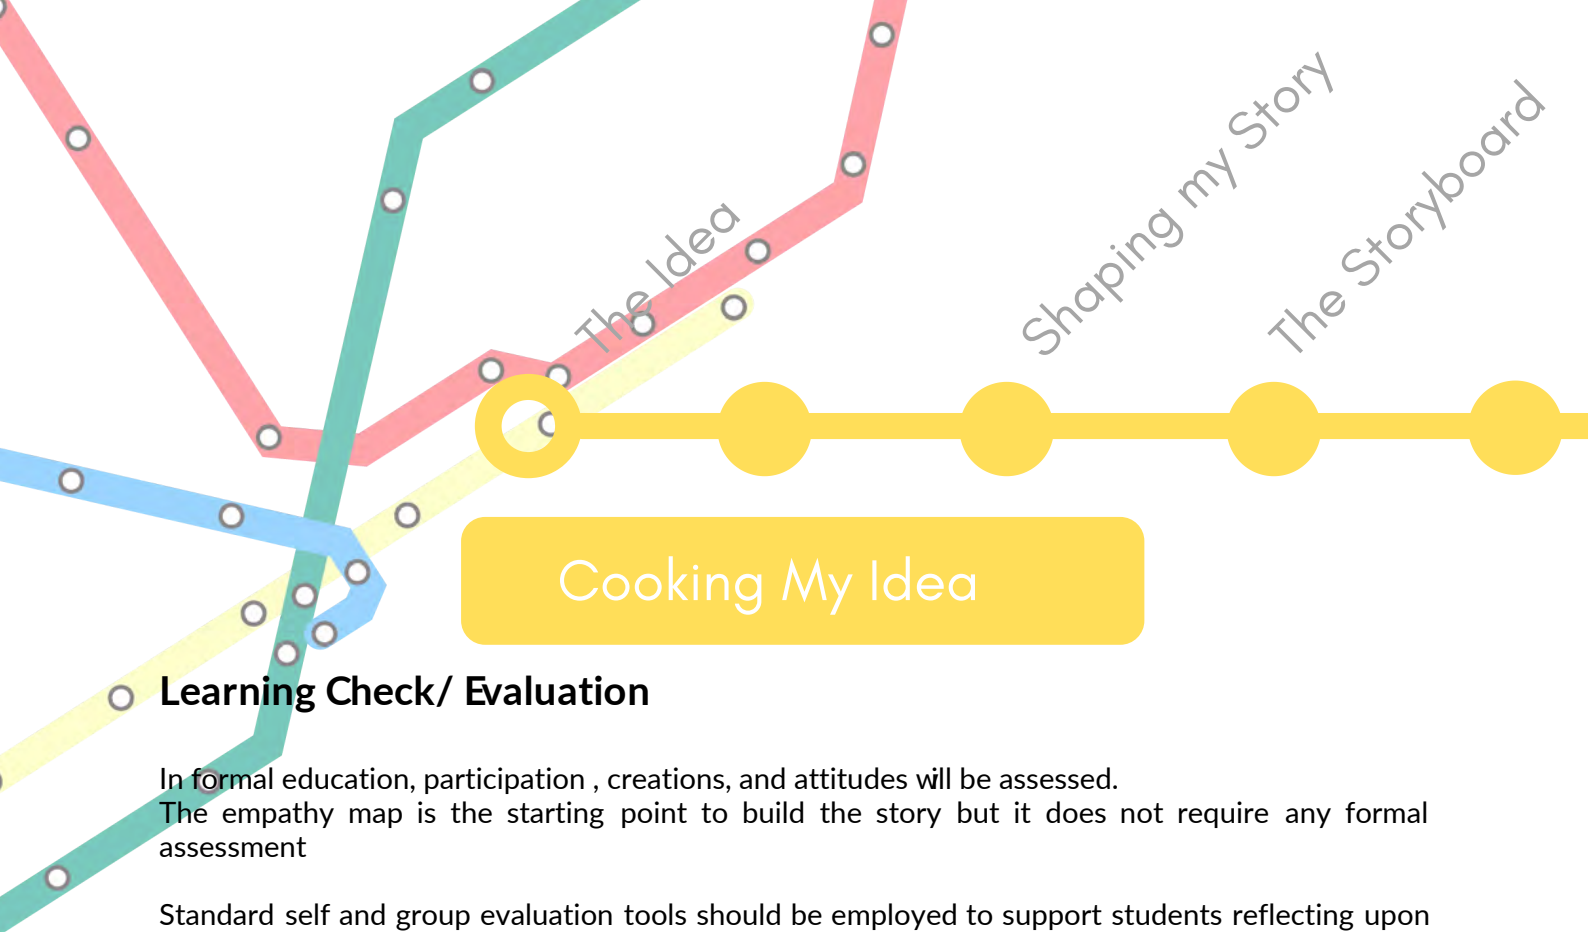 The Idea
Shaping my Story
The Storyboard
Cooking My Idea
Learning Check/ Evaluation
In formal education, participation , creations, and attitudes will be assessed.
The empathy map is the starting point to build the story but it does not require any formal
assessment
Standard self and group evaluation tools should be employed to support students reflecting upon